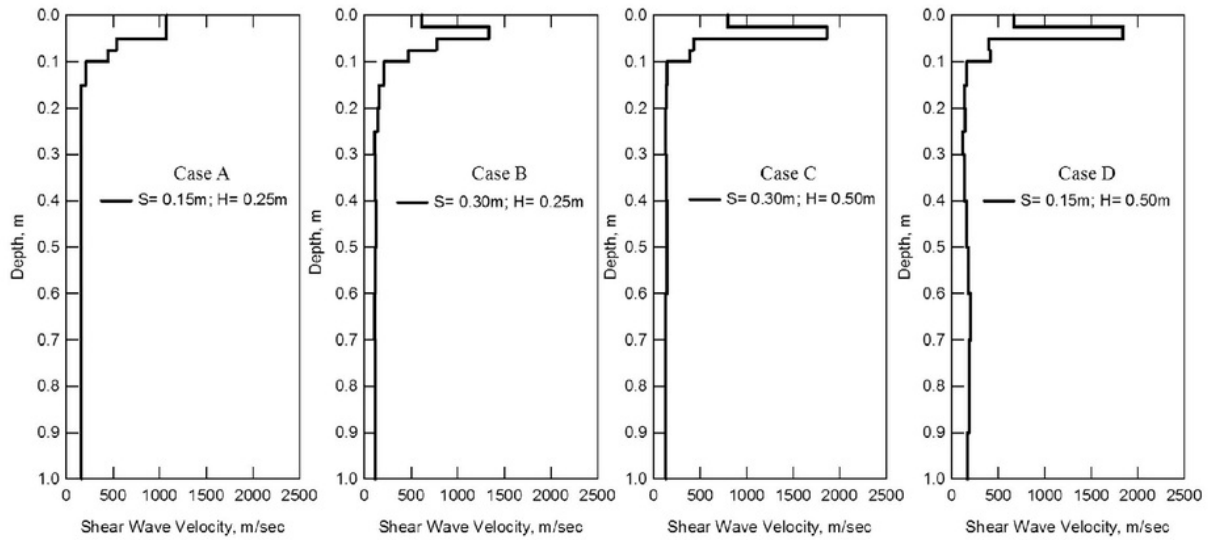 0.0
0.1
0.2
0.3
0.4
0.5
0.6
0.7
0.8
0.9
1.0
Depth, m
Case A
S= 0.15m; H= 0.25m
0 500 1000 1500 2000 2500
Shear Wave Velocity, m/sec
0.0
0.1
0.2
0.3
0.4
0.5
0.6
0.7
0.8
0.9
1.0
Depth, m
Case B
S= 0.30m; H= 0.25m
0 500 1000 1500 2000 2500
Shear Wave Velocity, m/sec
0.0
0.1
0.2
0.3
0.4
0.5
0.6
0.7
0.8
0.9
1.0
Depth, m
Case C
S= 0.30m; H= 0.50m
0 500 1000 1500 2000 2500
Shear Wave Velocity, m/sec
0.0
0.1
0.2
0.3
0.4
0.5
0.6
0.7
0.8
0.9
1.0
Depth, m
Case D
S= 0.15m; H= 0.50m
0 500 1000 1500 2000 2500
Shear Wave Velocity, m/sec